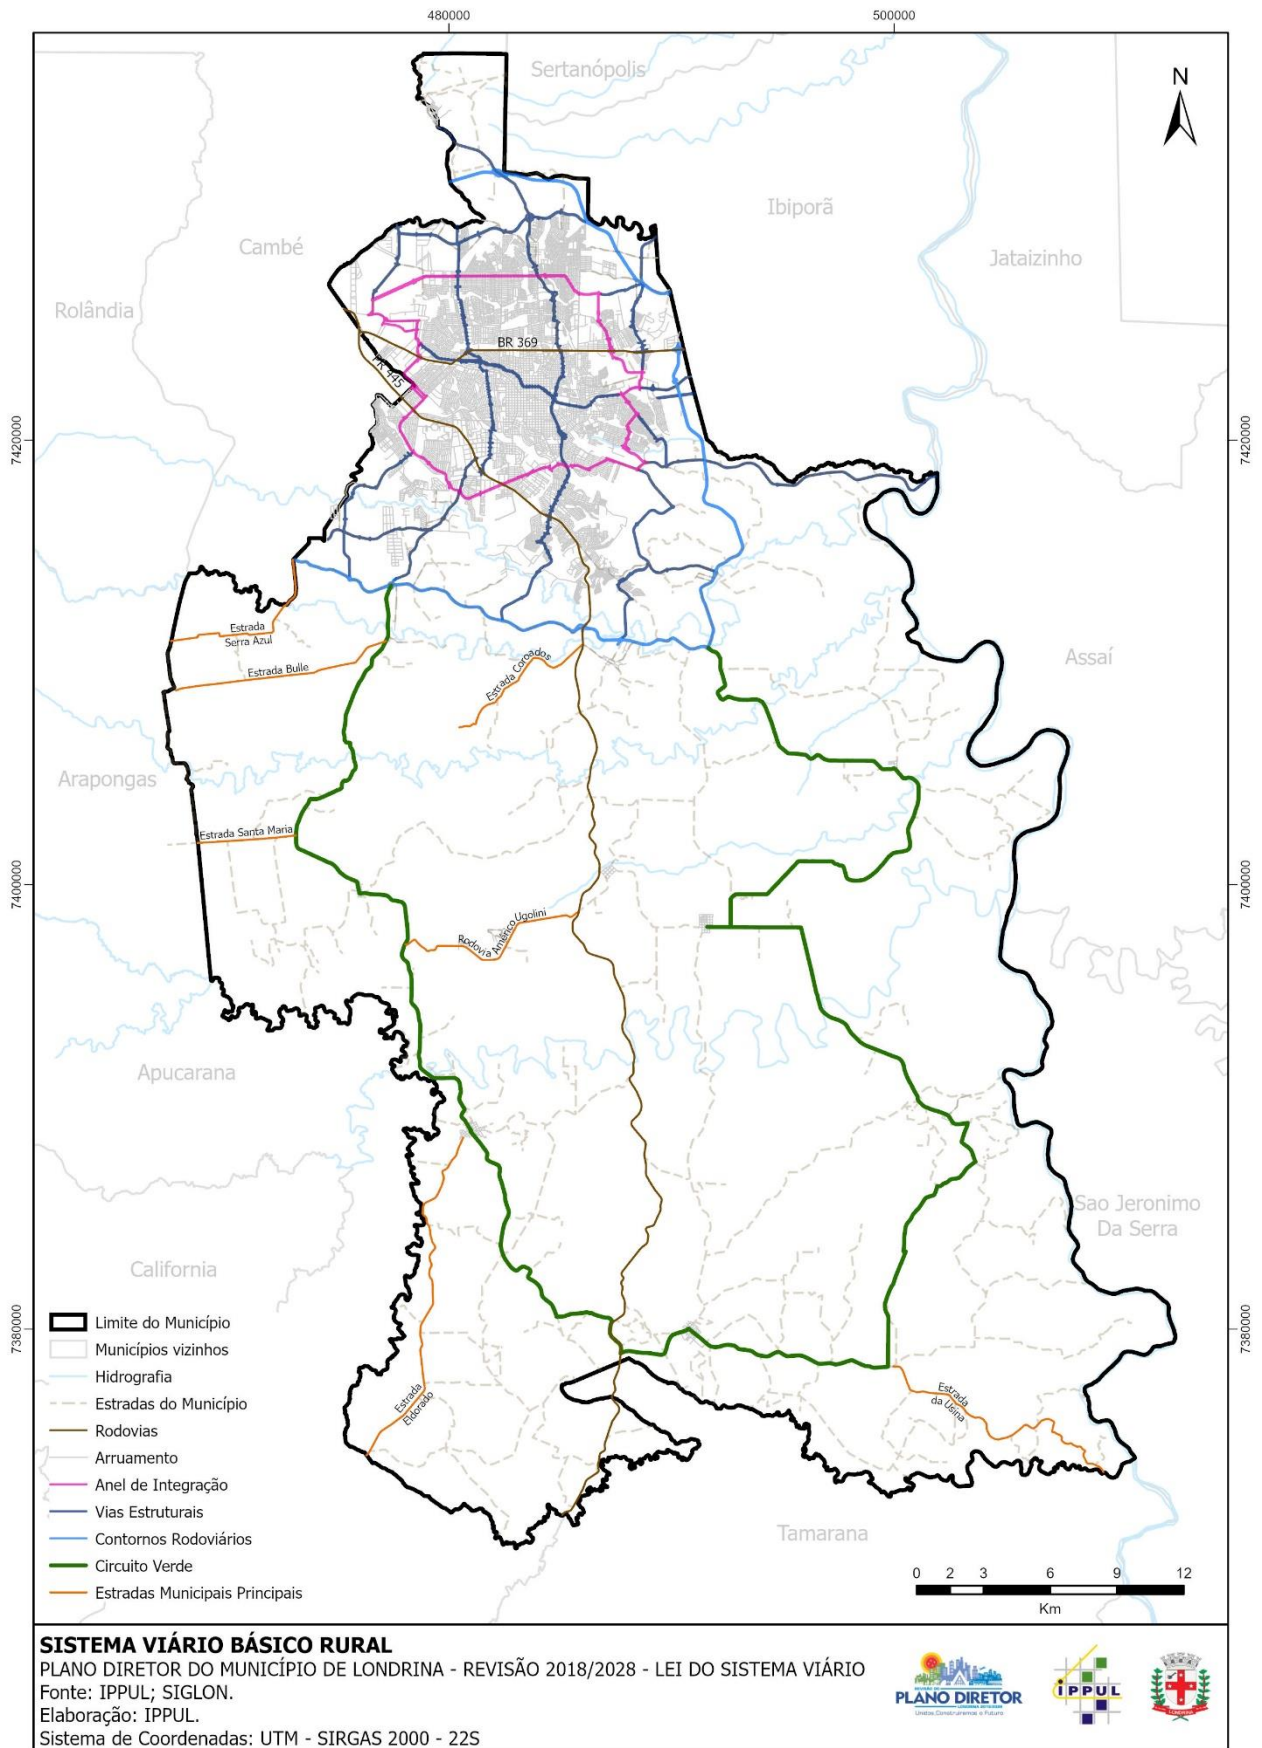 480000
500000
Sertanópolis
N
Ibiporã
Cambé
Jataizinho
Rolândia
BR 369
PR 445
7420000
7420000
Estrada
Serra Azul
Estrada Bulle
Estrada Coroados
Assaí
Arapongas
Estrada Santa Maria
7400000
7400000
Rodovia Américo Ugolini
Apucarana
Sao Jeronimo
Da Serra
California
7380000
7380000
Limite do Município
Municípios vizinhos
Hidrografia
Estradas do Município
Rodovias
Arruamento
Anel de Integração
Vias Estruturais
Contornos Rodoviários
Circuito Verde
Estradas Municipais Principais
Estrada
Eldorado
Estrada
da Usina
Tamarana
0 2 3 6 9 12
Km
SISTEMA VIÁRIO BÁSICO RURAL
PLANO DIRETOR DO MUNICÍPIO DE LONDRINA - REVISÃO 2018/2028 - LEI DO SISTEMA VIÁRIO
Fonte: IPPUL; SIGLON.
Elaboração: IPPUL.
Sistema de Coordenadas: UTM - SIRGAS 2000 - 22S
PLANO DIRETOR
Unidos, Construiremos o Futuro
iPPUL
LONDRINA